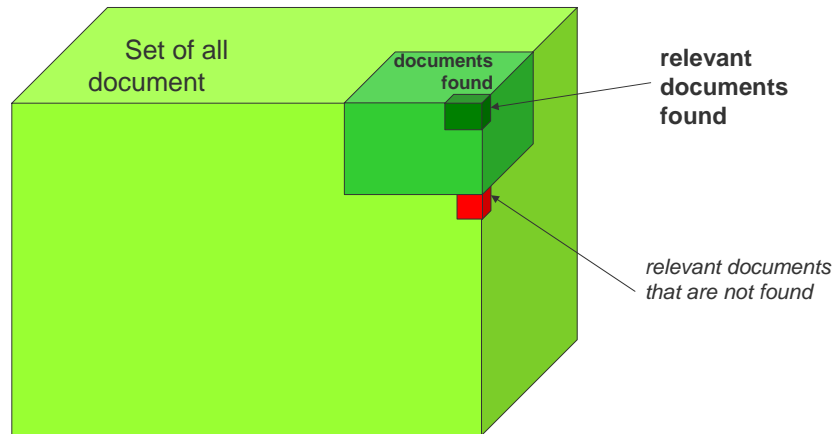 Set of all
document
documents
found
relevant
documents
found
relevant documents
that are not found